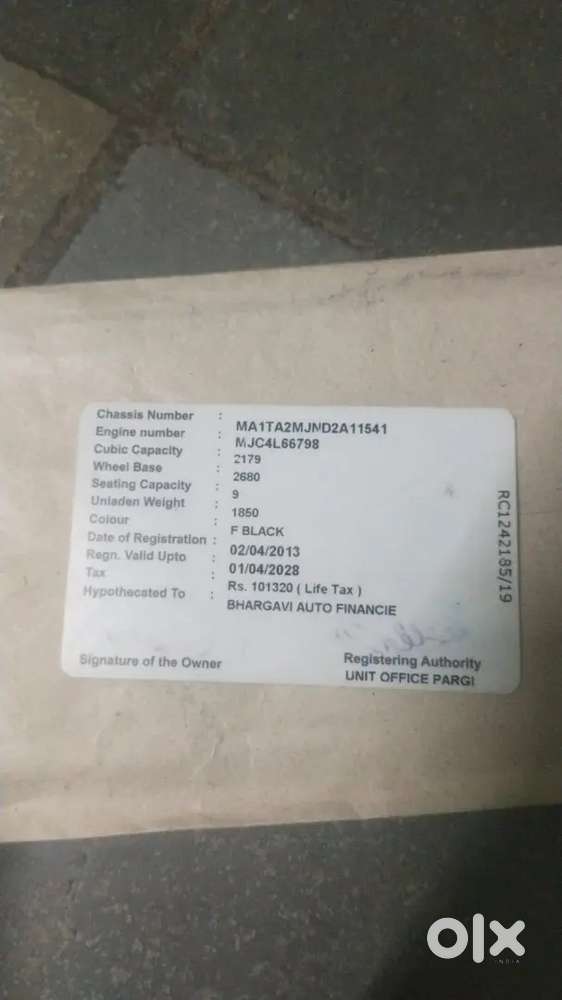 Chassis Number : MA1TA2MJND2A11541
Engine number : MJC4L66798
Cubic Capacity : 2179
Wheel Base : 2680
Seating Capacity : 9
Unladen Weight : 1850
Colour : F BLACK
Date of Registration : 02/04/2013
Regn. Valid Upto : 01/04/2028
Tax : Rs. 101320 ( Life Tax )
Hypothecated To : BHARGAVI AUTO FINANCIE
RC1242185/19
Signature of the Owner
Registering Authority
UNIT OFFICE PARGI
olx
INDIA